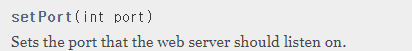 setPort(int port)
Sets the port that the web server should listen on.